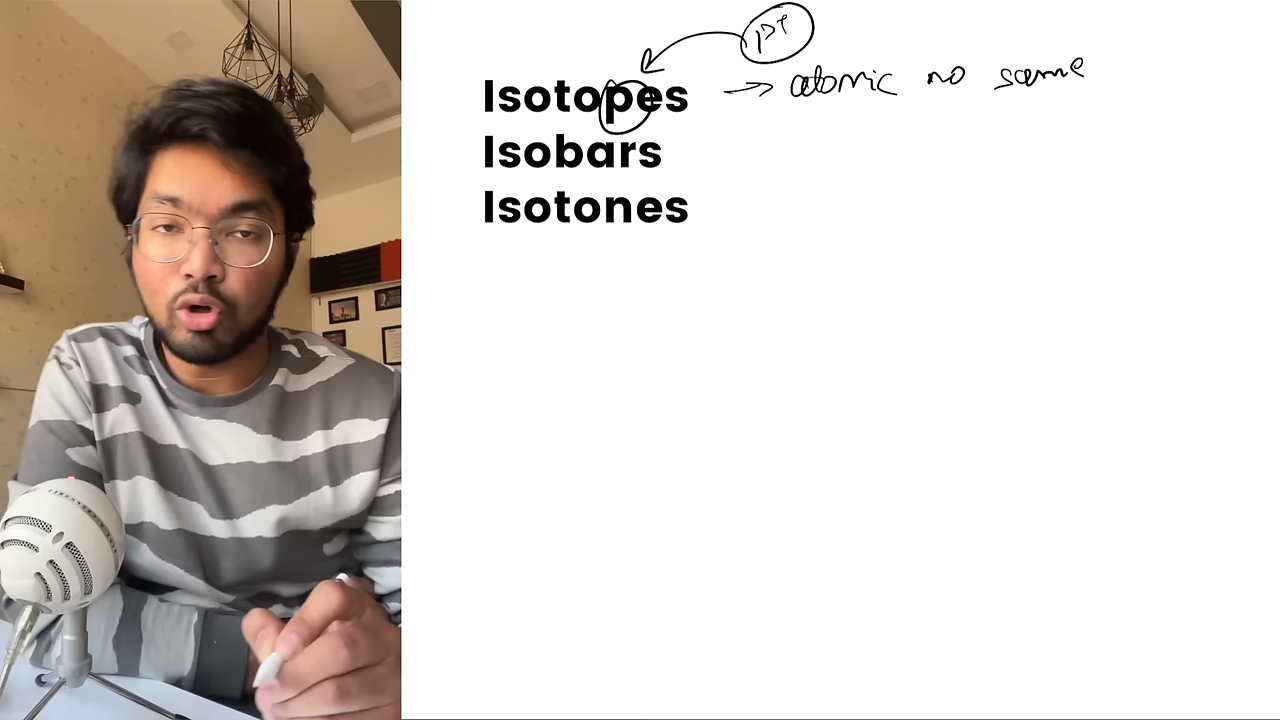 p+
Isotopes → atomic no same
Isobars
Isotones